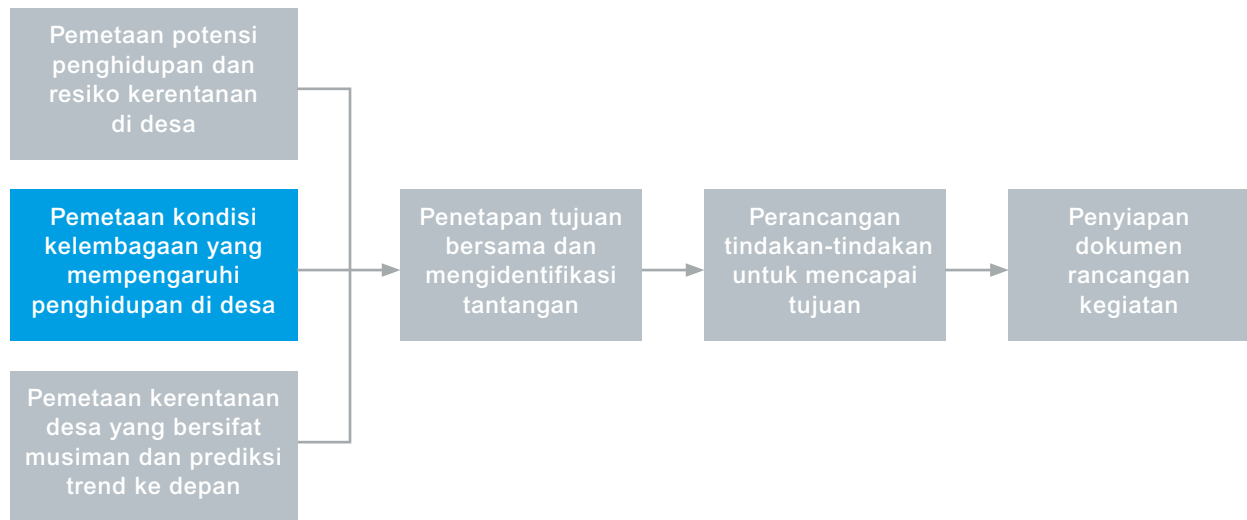 Pemetaan potensi
penghidupan dan
resiko kerentanan
di desa
Pemetaan kondisi
kelembagaan yang
mempengaruhi
penghidupan di desa
Pemetaan kerentanan
desa yang bersifat
musiman dan prediksi
trend ke depan
Penetapan tujuan
bersama dan
mengidentifikasi
tantangan
Perancangan
tindakan-tindakan
untuk mencapai
tujuan
Penyiapan
dokumen
rancangan
kegiatan